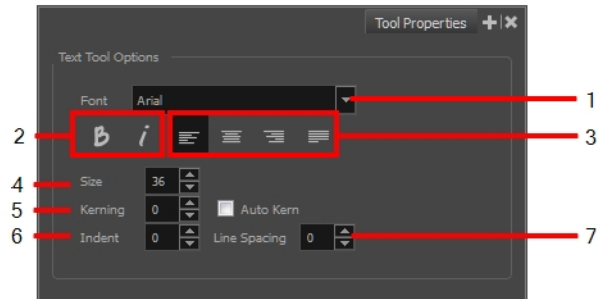 Tool Properties
Text Tool Options
Font Arial 1
2 B i 3
4 Size 36
5 Kerning 0 Auto Kern
6 Indent 0 Line Spacing 0 7